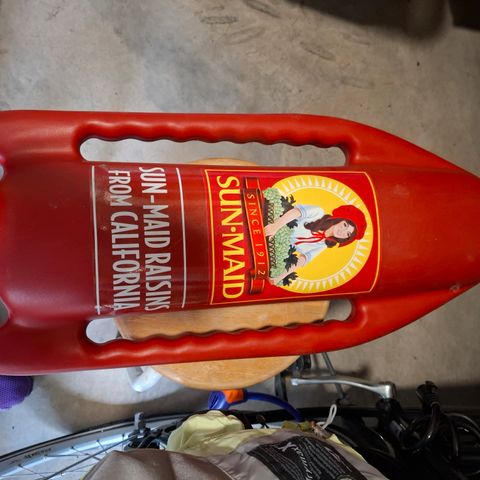 SUN-MAID RAISINS
FROM CALIFORNIA
SINCE 1912
SUN·MAID